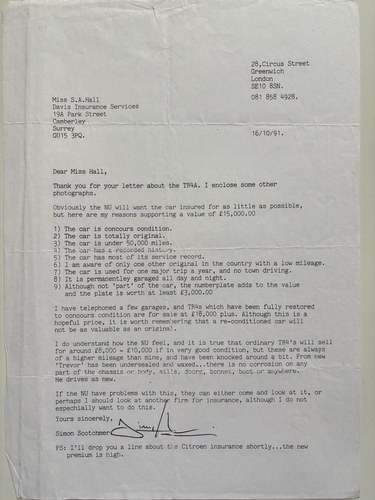 28,Circus Street
Greenwich
London
SE10 8SN.
081 858 4928.
Miss S.A.Hall
Davis Insurance Services
19A Park Street
Camberley
Surrey
GU15 3PQ.
16/10/91.
Dear Miss Hall,
Thank you for your letter about the TR4A. I enclose some other
photographs.
Obviously the NU will want the car insured for as little as possible,
but here are my reasons supporting a value of £15,000.00
1) The car is concours condition.
2) The car is totally original.
3) The car is under 50,000 miles.
4) The car has a recorded history.
5) The car has most of its service record.
6) I am aware of only one other original in the country with a low mileage.
7) The car is used for one major trip a year, and no town driving.
8) It is permanentley garaged all day and night.
9) Although not 'part' of the car, the numberplate adds to the value
and the plate is worth at least £3,000.00
I have telephoned a few garages, and TR4s which have been fully restored
to concours condition are for sale at £18,000 plus. Although this is a
hopeful price, it is worth remembering that a re-conditioned car will
not be as valuable as an original.
I do understand how the NU feel, and it is true that ordinary TR4's will sell
for around £8,000 - £10,000 if in very good condition, but these are always
of a higher mileage than mine, and have been knocked around a bit. From new
'Trevor' has been undersealed and waxed...there is no corrosion on any
part of the chassis or body, sills, doors, bonnet, boot or anywhere.
He drives as new.
If the NU have problems with this, they can either come and look at it, or
perhaps I should look at another firm for insurance, although I do not
especially want to do this.
Yours sincerely,
Simon Scotchmer
PS: I'll drop you a line about the Citroen insurance shortly...the new
premium is high.